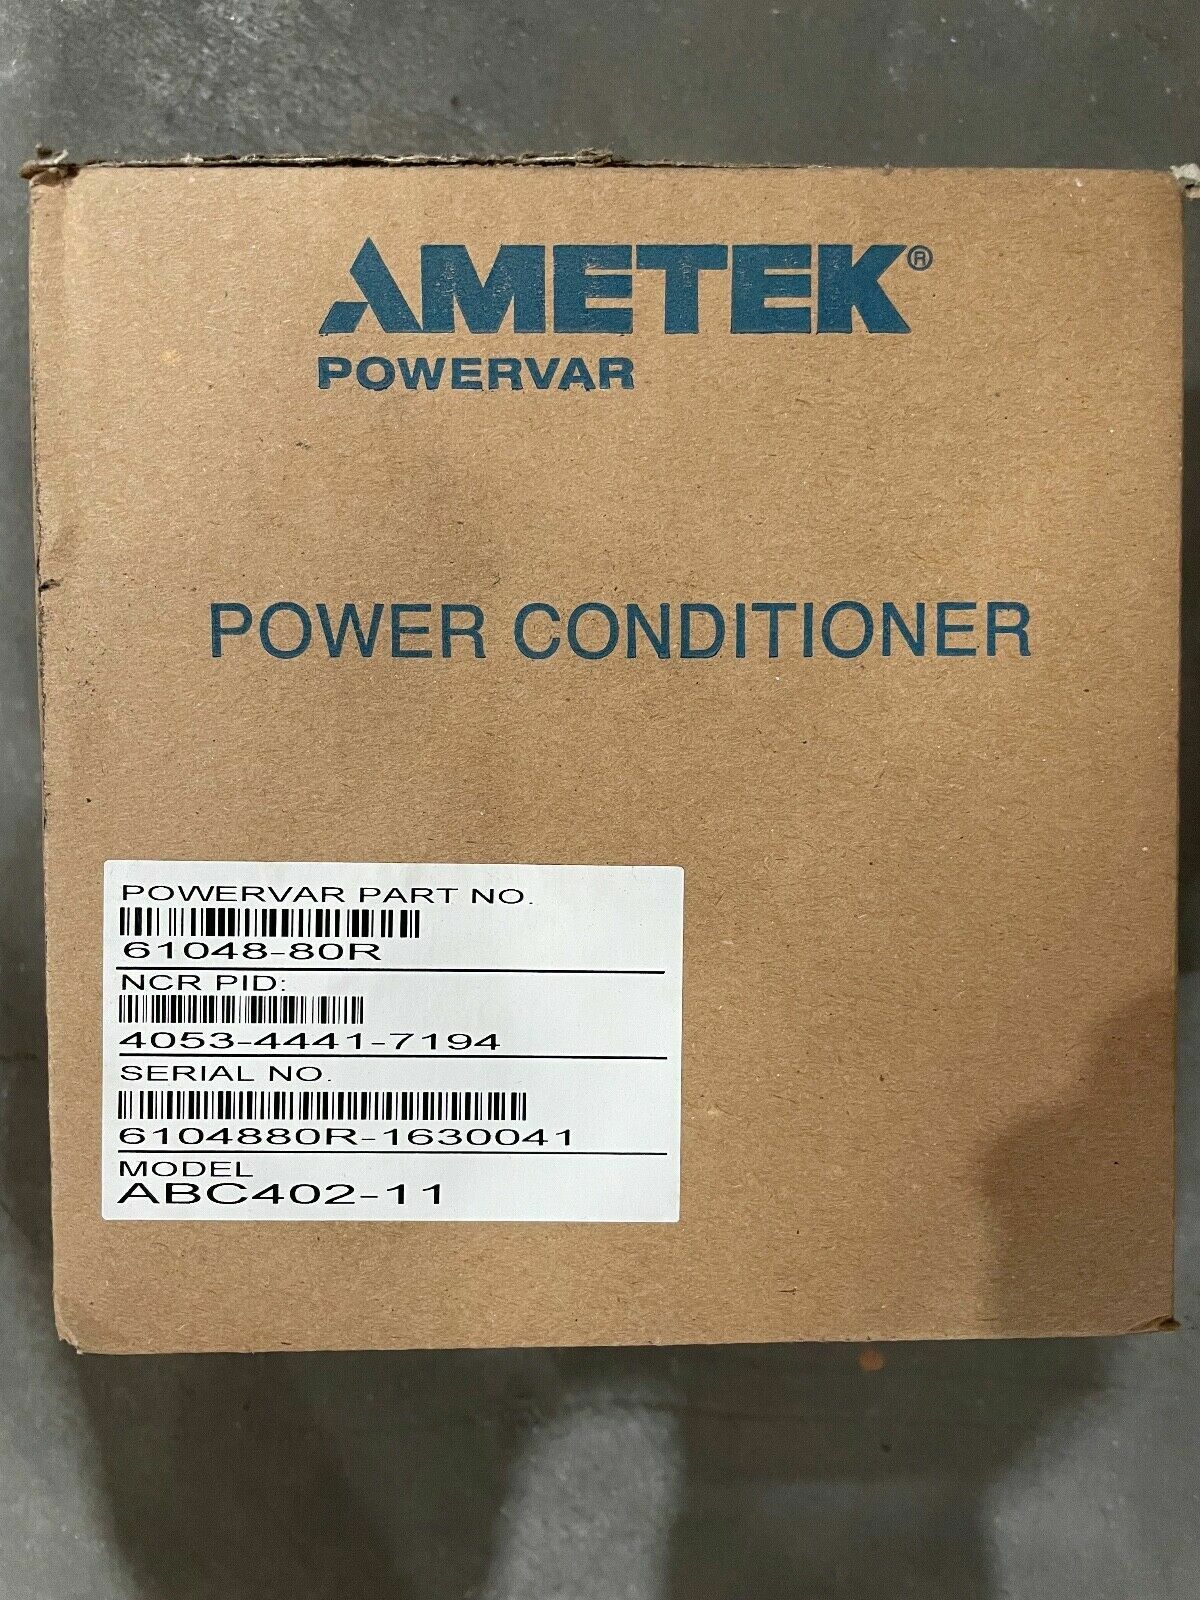 AMETEK®
POWERVAR
POWER CONDITIONER
POWERVAR PART NO.
61048-80R
NCR PID:
4053-4441-7194
SERIAL NO.
6104880R-1630041
MODEL
ABC402-11